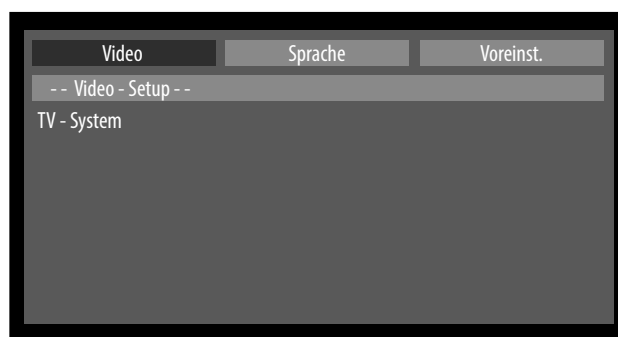 Video Sprache Voreinst.
- - Video - Setup - -
TV - System